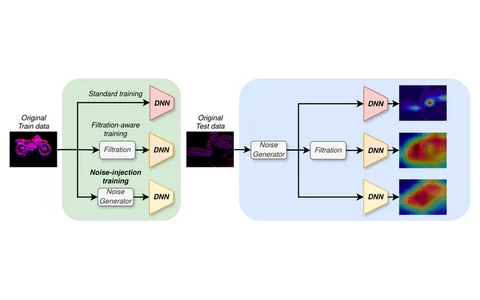 Original
Train data
Standard training
DNN
Filtration-aware
training
Filtration
DNN
Noise-injection
training
Noise
Generator
DNN
Original
Test data
Noise
Generator
DNN
Filtration
DNN
DNN